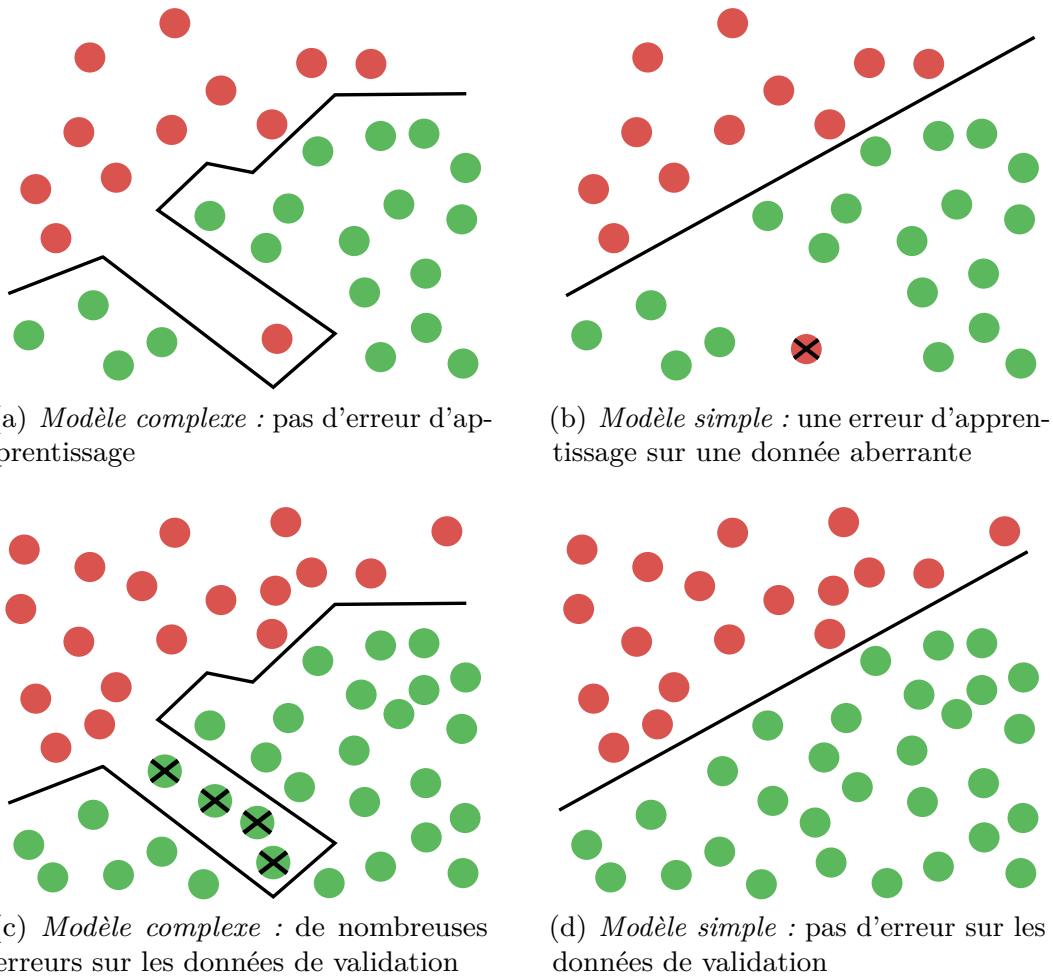 a) Modèle complexe : pas d'erreur d'ap-
prentissage
(b) Modèle simple : une erreur d'appren-
tissage sur une donnée aberrante
c) Modèle complexe : de nombreuses
erreurs sur les données de validation
(d) Modèle simple : pas d'erreur sur les
données de validation